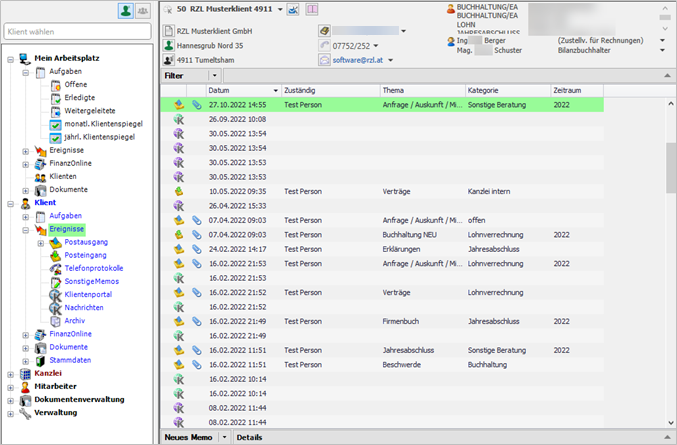 Klient wählen
Mein Arbeitsplatz
Aufgaben
Offene
Erledigte
Weitergeleitete
monatl. Klientenspiegel
jährl. Klientenspiegel
Ereignisse
FinanzOnline
Klienten
Dokumente
Klient
Aufgaben
Ereignisse
Postausgang
Posteingang
Telefonprotokolle
Sonstige Memos
Klientenportal
Nachrichten
Archiv
FinanzOnline
Dokumente
Stammdaten
Kanzlei
Mitarbeiter
Dokumentenverwaltung
Verwaltung
50 RZL Musterklient 4911
RZL Musterklient GmbH
Hannesgrub Nord 35
4911 Tumeltsham
07752/252
software@rzl.at
BUCHHALTUNG/EA
BUCHHALTUNG/EA
LOHN
JAHRESABSCHLUSS
Ing. Berger (Zustellv. für Rechnungen)
Mag. Schuster Bilanzbuchhalter
Filter
Datum Zuständig Thema Kategorie Zeitraum
27.10.2022 14:55 Test Person Anfrage / Auskunft / Mi... Sonstige Beratung 2022
26.09.2022 10:08
30.05.2022 13:54
30.05.2022 13:54
30.05.2022 13:53
30.05.2022 13:53
10.05.2022 09:35 Test Person Verträge Kanzlei intern
26.04.2022 15:33
07.04.2022 09:03 Test Person Anfrage / Auskunft / Mi... offen
07.04.2022 09:03 Test Person Buchhaltung NEU Lohnverrechnung 2022
24.02.2022 14:17 Test Person Erklärungen Jahresabschluss
16.02.2022 21:53 Test Person Anfrage / Auskunft / Mi... Lohnverrechnung 2022
16.02.2022 21:53
16.02.2022 21:52 Test Person Verträge Lohnverrechnung
16.02.2022 21:52
16.02.2022 21:49 Test Person Firmenbuch Jahresabschluss 2022
16.02.2022 21:49
16.02.2022 11:51 Test Person Jahresabschluss Sonstige Beratung 2022
16.02.2022 11:51 Test Person Beschwerde Buchhaltung
16.02.2022 10:14
16.02.2022 10:14
08.02.2022 11:44
08.02.2022 11:44
Neues Memo Details